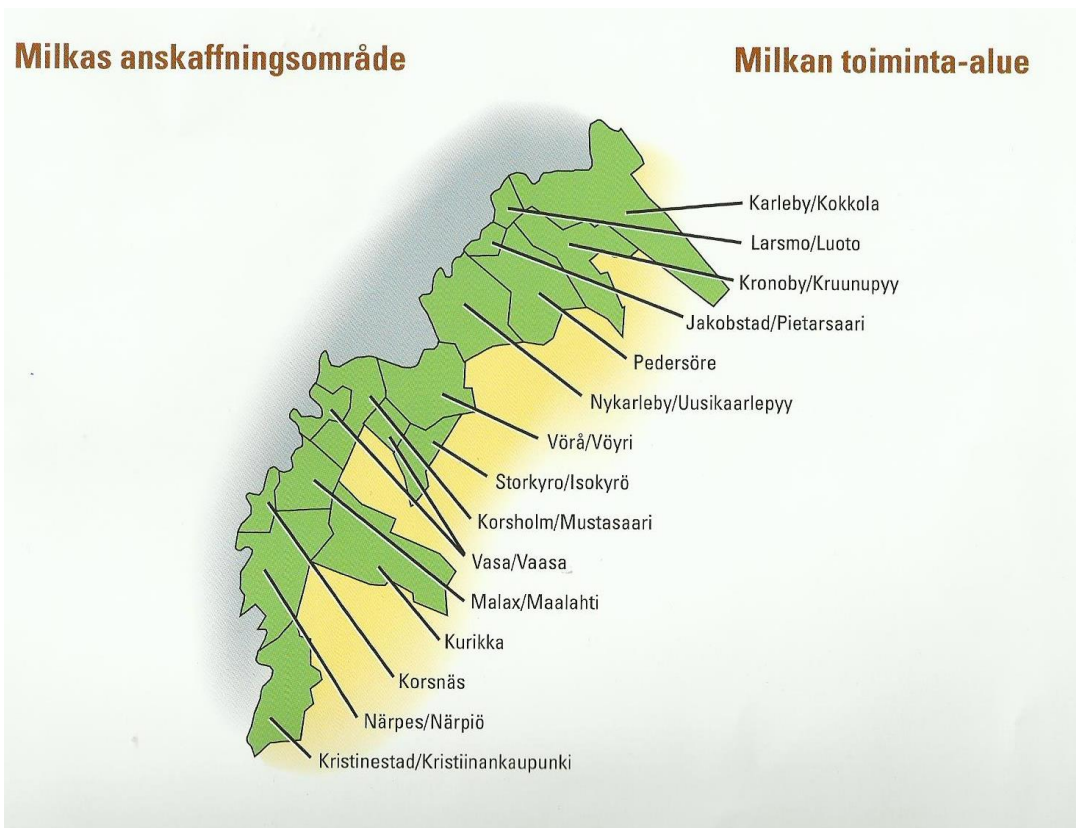 Milkas anskaffningsområde
Milkan toiminta-alue
Karleby/Kokkola
Larsmo/Luoto
Kronoby/Kruunupyy
Jakobstad/Pietarsaari
Pedersöre
Nykarleby/Uusikaarlepyy
Vörå/Vöyri
Storkyro/Isokyrö
Korsholm/Mustasaari
Vasa/Vaasa
Malax/Maalahti
Kurikka
Korsnäs
Närpes/Närpiö
Kristinestad/Kristiinankaupunki